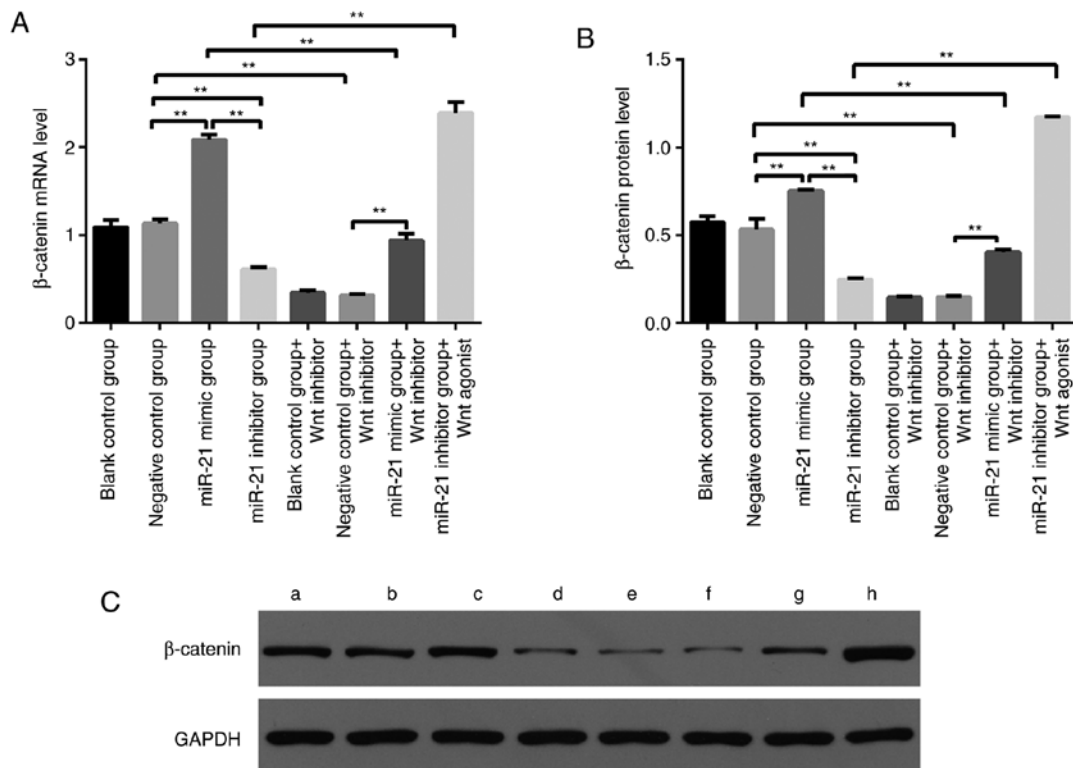 A
**
**
**
**
**
**
**
3
2
1
0
β-catenin mRNA level
Blank control group
Negative control group
miR-21 mimic group
miR-21 inhibitor group
Blank control group+
Wnt inhibitor
Negative control group+
Wnt inhibitor
miR-21 mimic group+
Wnt inhibitor
miR-21 inhibitor group+
Wnt agonist
B
**
**
**
**
**
**
**
1.5
1.0
0.5
0.0
β-catenin protein level
Blank control group
Negative control group
miR-21 mimic group
miR-21 inhibitor group
Blank control group+
Wnt inhibitor
Negative control group+
Wnt inhibitor
miR-21 mimic group+
Wnt inhibitor
miR-21 inhibitor group+
Wnt agonist
C
a b c d e f g h
β-catenin
GAPDH